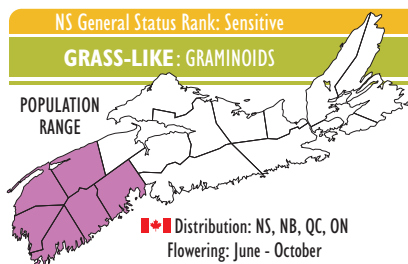 NS General Status Rank: Sensitive
GRASS-LIKE: GRAMINOIDS
POPULATION
RANGE
Distribution: NS, NB, QC, ON
Flowering: June - October